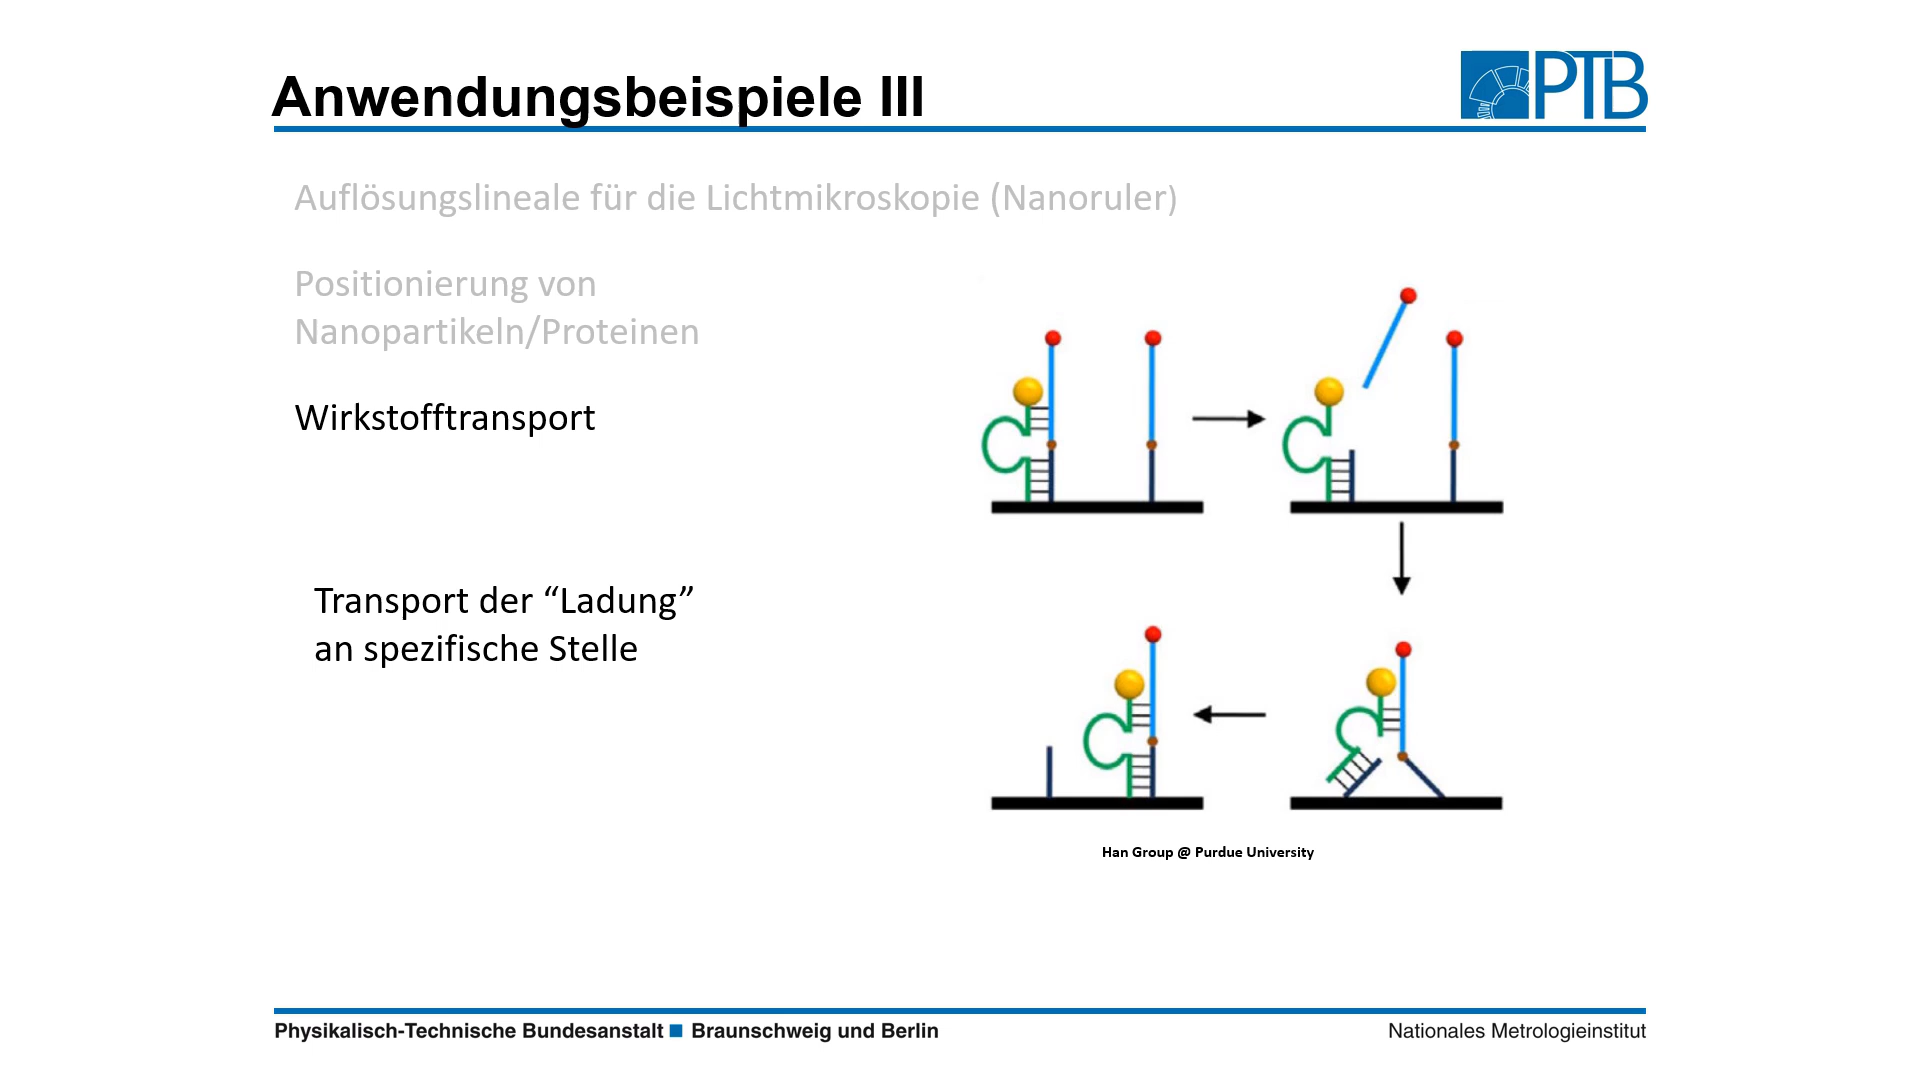 Anwendungsbeispiele III
PTB
Auflösungslineale für die Lichtmikroskopie (Nanoruler)
Positionierung von
Nanopartikeln/Proteinen
Wirkstofftransport
Transport der “Ladung”
an spezifische Stelle
Han Group @ Purdue University
Physikalisch-Technische Bundesanstalt ■ Braunschweig und Berlin
Nationales Metrologieinstitut